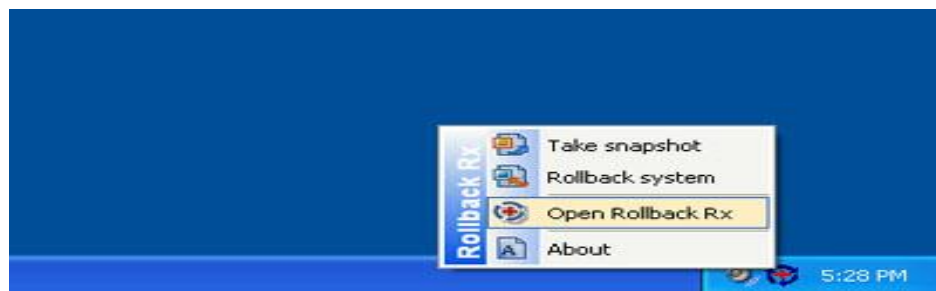 Rollback Rx
Take snapshot
Rollback system
Open Rollback Rx
About
5:28 PM